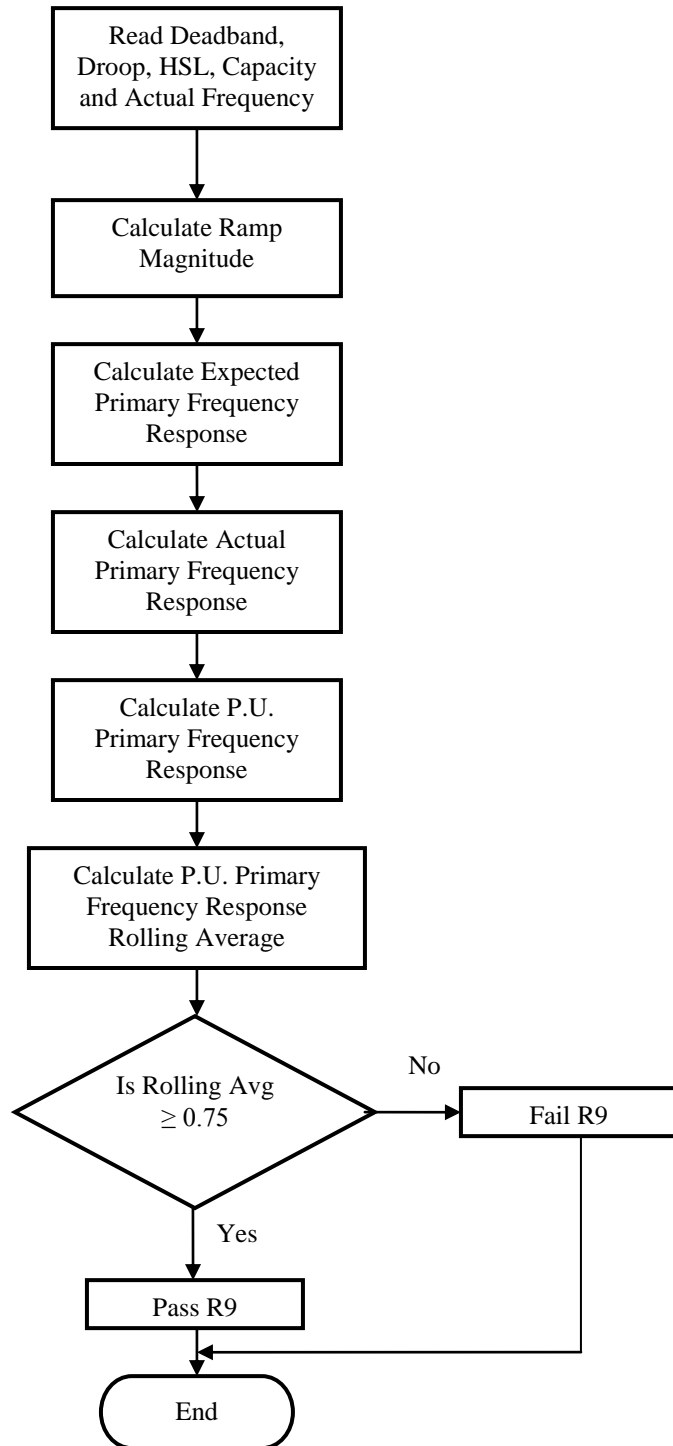 Read Deadband,
Droop, HSL, Capacity
and Actual Frequency
Calculate Ramp
Magnitude
Calculate Expected
Primary Frequency
Response
Calculate Actual
Primary Frequency
Response
Calculate P.U.
Primary Frequency
Response
Calculate P.U. Primary
Frequency Response
Rolling Average
Is Rolling Avg
≥ 0.75
No
Fail R9
Yes
Pass R9
End